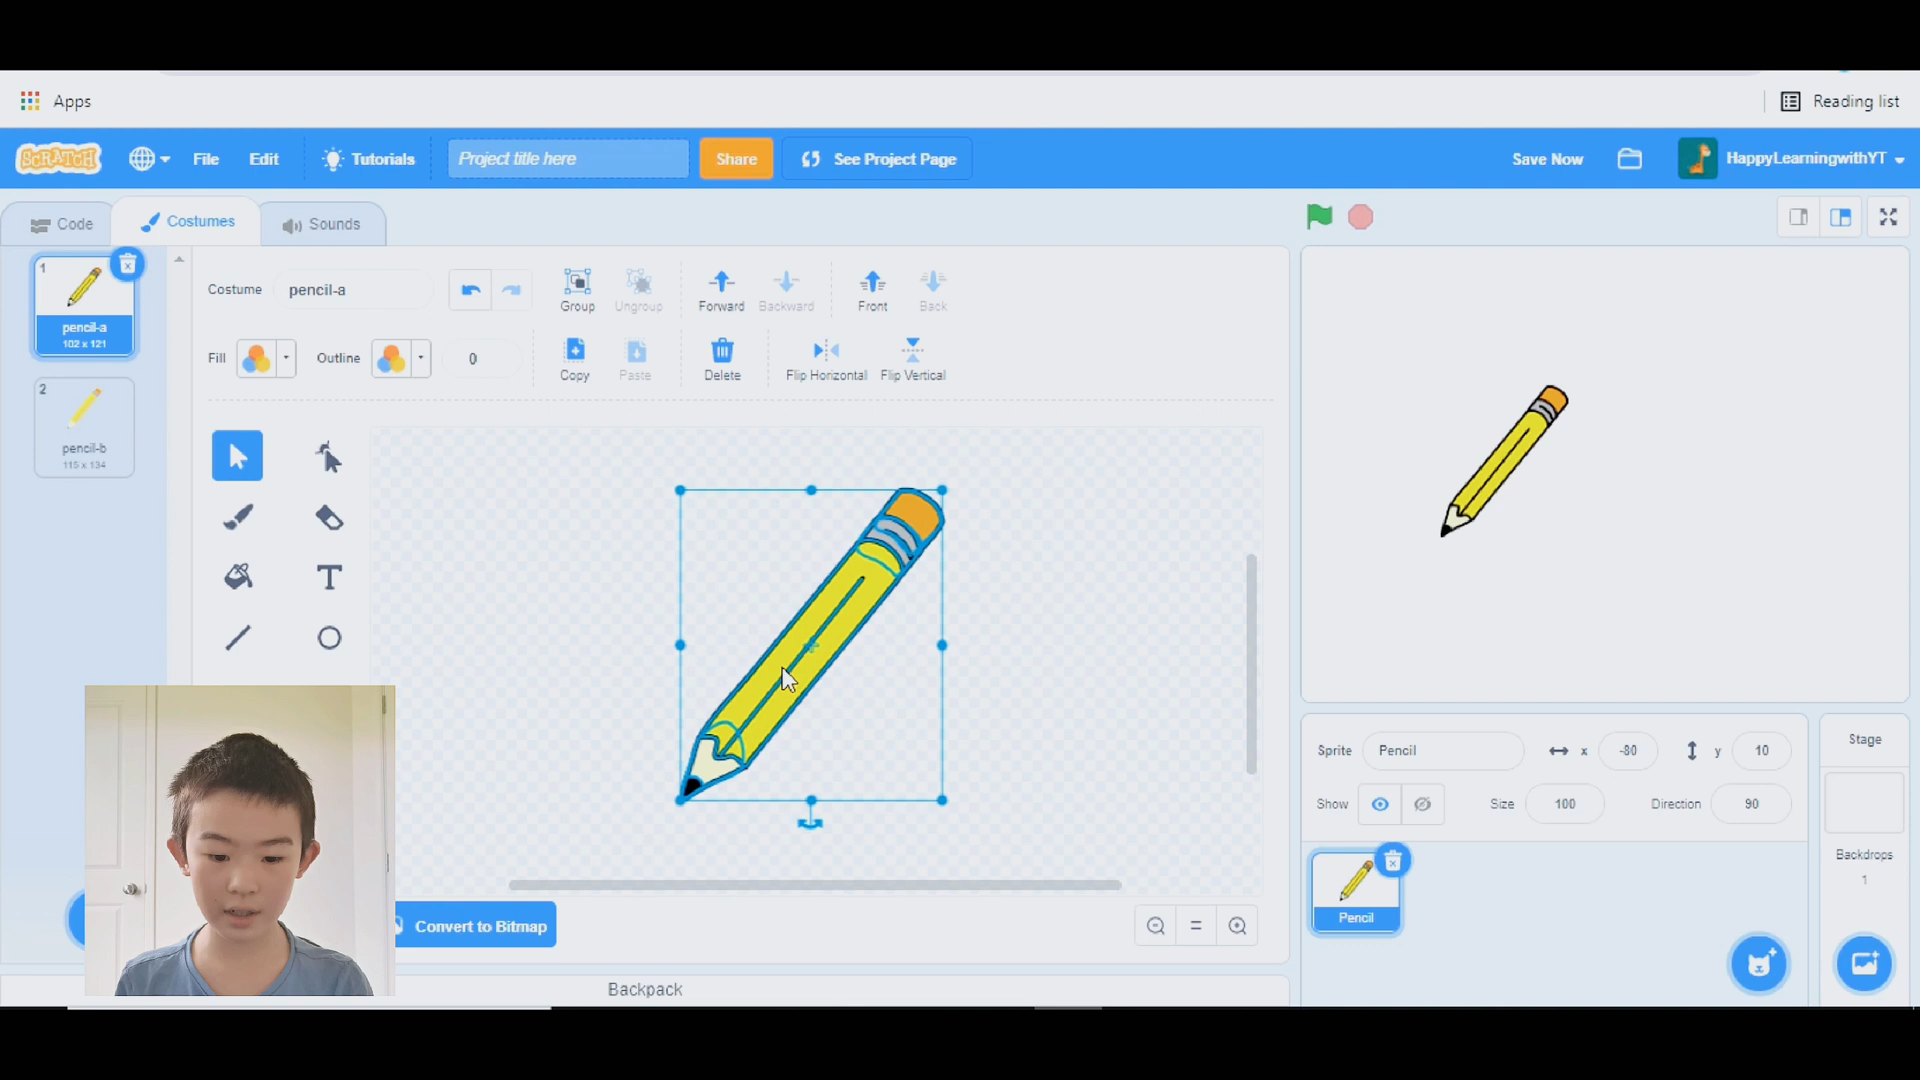 Apps
Reading list
SCRATCH
File
Edit
Tutorials
Project title here
Share
See Project Page
Save Now
HappyLearningwithYT
Code
Costumes
Sounds
1
pencil-a
102 x 121
2
pencil-b
115 x 134
Costume
pencil-a
Group
Ungroup
Forward
Backward
Front
Back
Fill
Outline
0
Copy
Paste
Delete
Flip Horizontal
Flip Vertical
T
Convert to Bitmap
=
Backpack
Sprite
Pencil
x
-80
y
10
Show
Size
100
Direction
90
Pencil
Stage
Backdrops
1